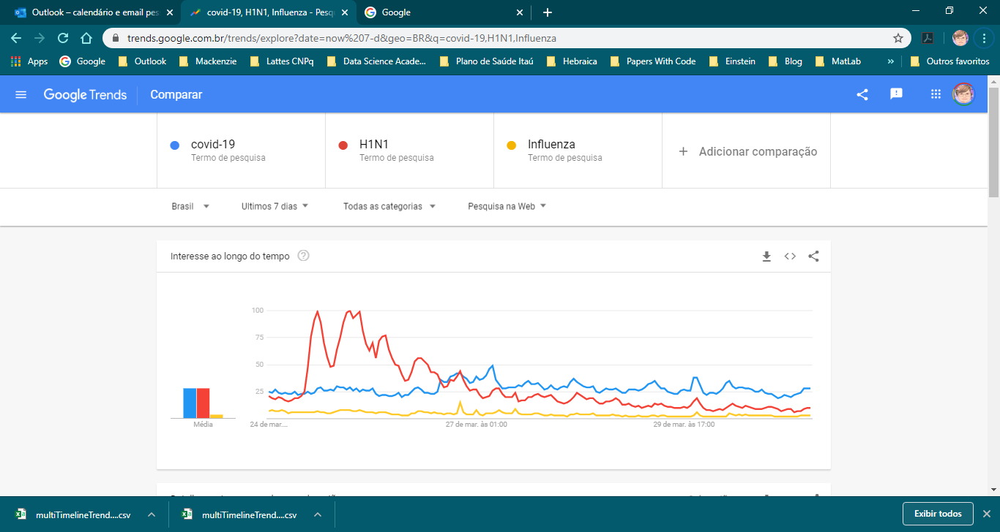 Outlook – calendário e email pes
covid-19, H1N1, Influenza - Pesq
Google
trends.google.com.br/trends/explore?date=now%207-d&geo=BR&q=covid-19,H1N1,Influenza
Apps Google Outlook Mackenzie Lattes CNPq Data Science Acade... Plano de Saúde Itaú Hebraica Papers With Code Einstein Blog MatLab » Outros favoritos
Google Trends Comparar
covid-19
Termo de pesquisa
H1N1
Termo de pesquisa
Influenza
Termo de pesquisa
+ Adicionar comparação
Brasil Ultimos 7 dias Todas as categorias Pesquisa na Web
Interesse ao longo do tempo
100
75
50
25
Média
24 de mar.... 27 de mar. às 01:00 29 de mar. às 17:00
multiTimelineTrend....csv multiTimelineTrend....csv Exibir todos